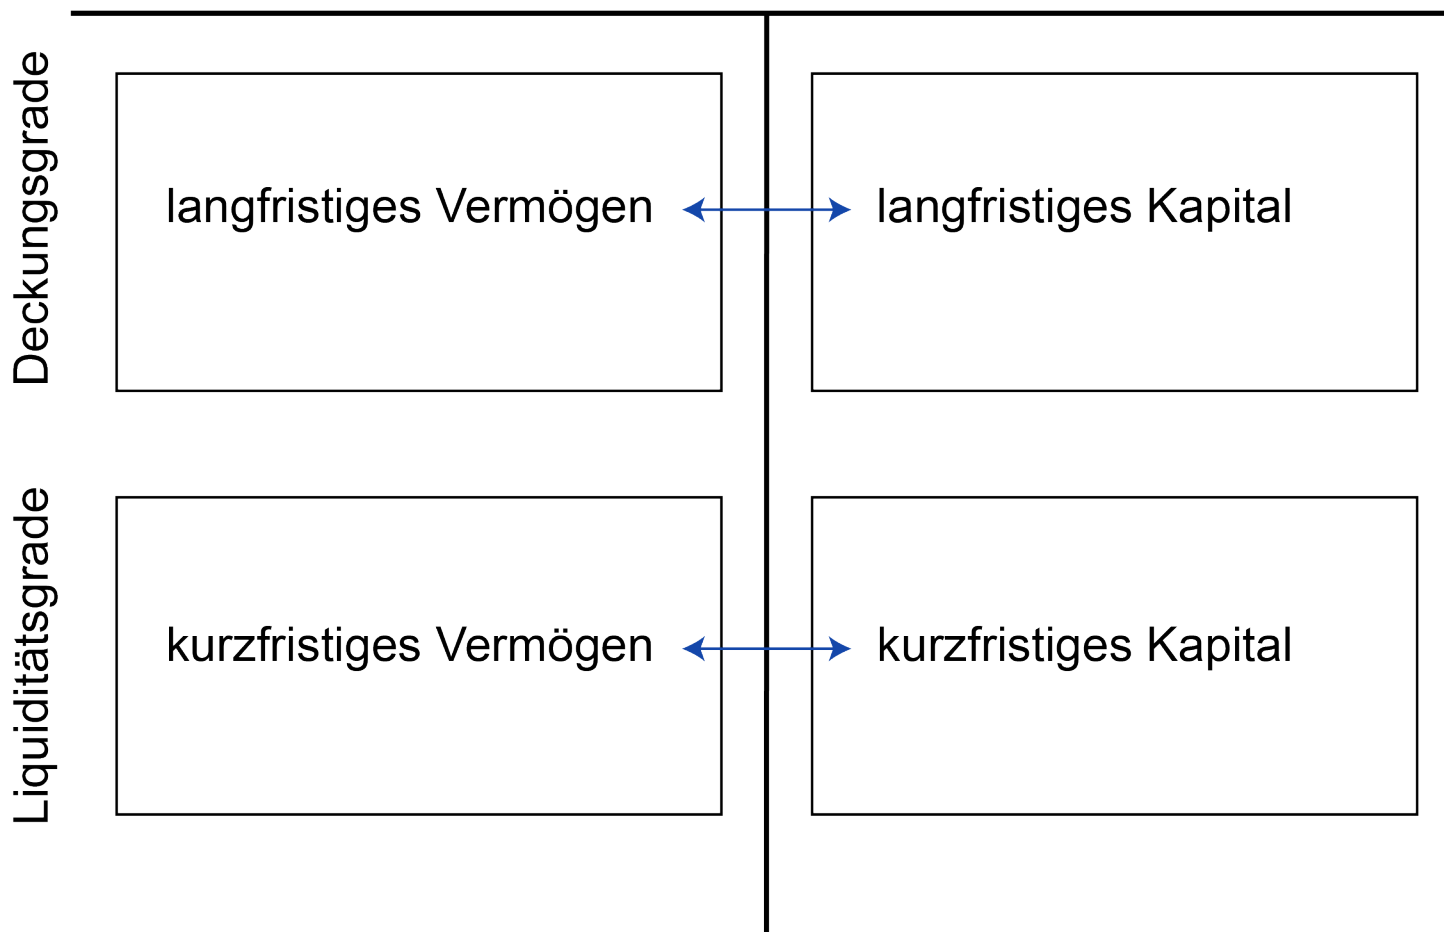 Deckungsgrade
langfristiges Vermögen
langfristiges Kapital
Liquiditätsgrade
kurzfristiges Vermögen
kurzfristiges Kapital